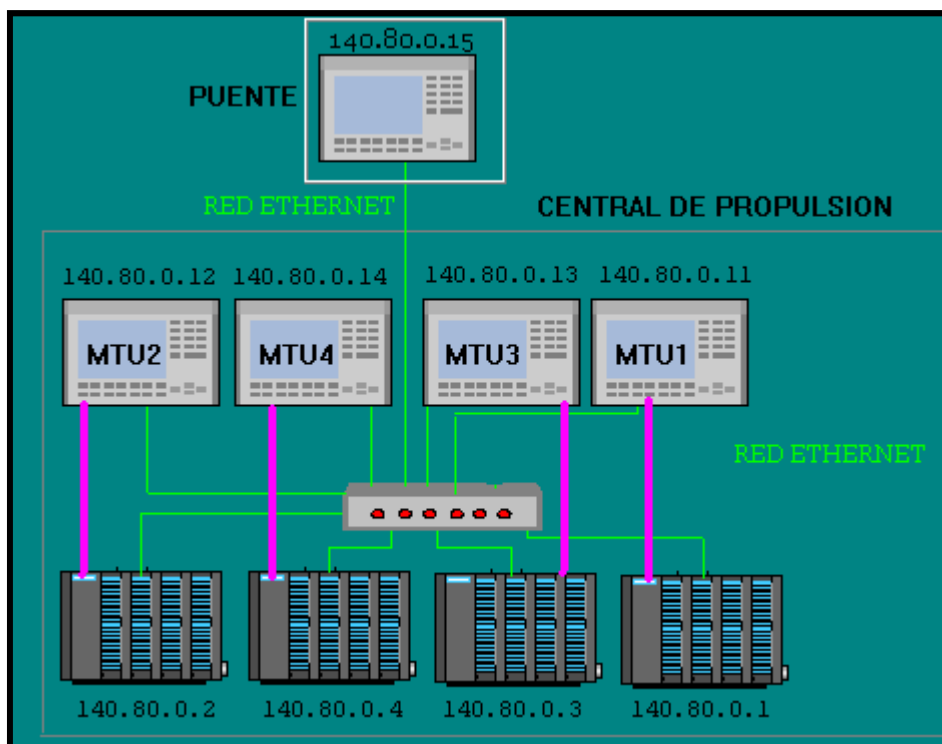 140.80.0.15
PUENTE
RED ETHERNET
CENTRAL DE PROPULSION
140.80.0.12 140.80.0.14 140.80.0.13 140.80.0.11
MTU2 MTU4 MTU3 MTU1
RED ETHERNET
140.80.0.2 140.80.0.4 140.80.0.3 140.80.0.1